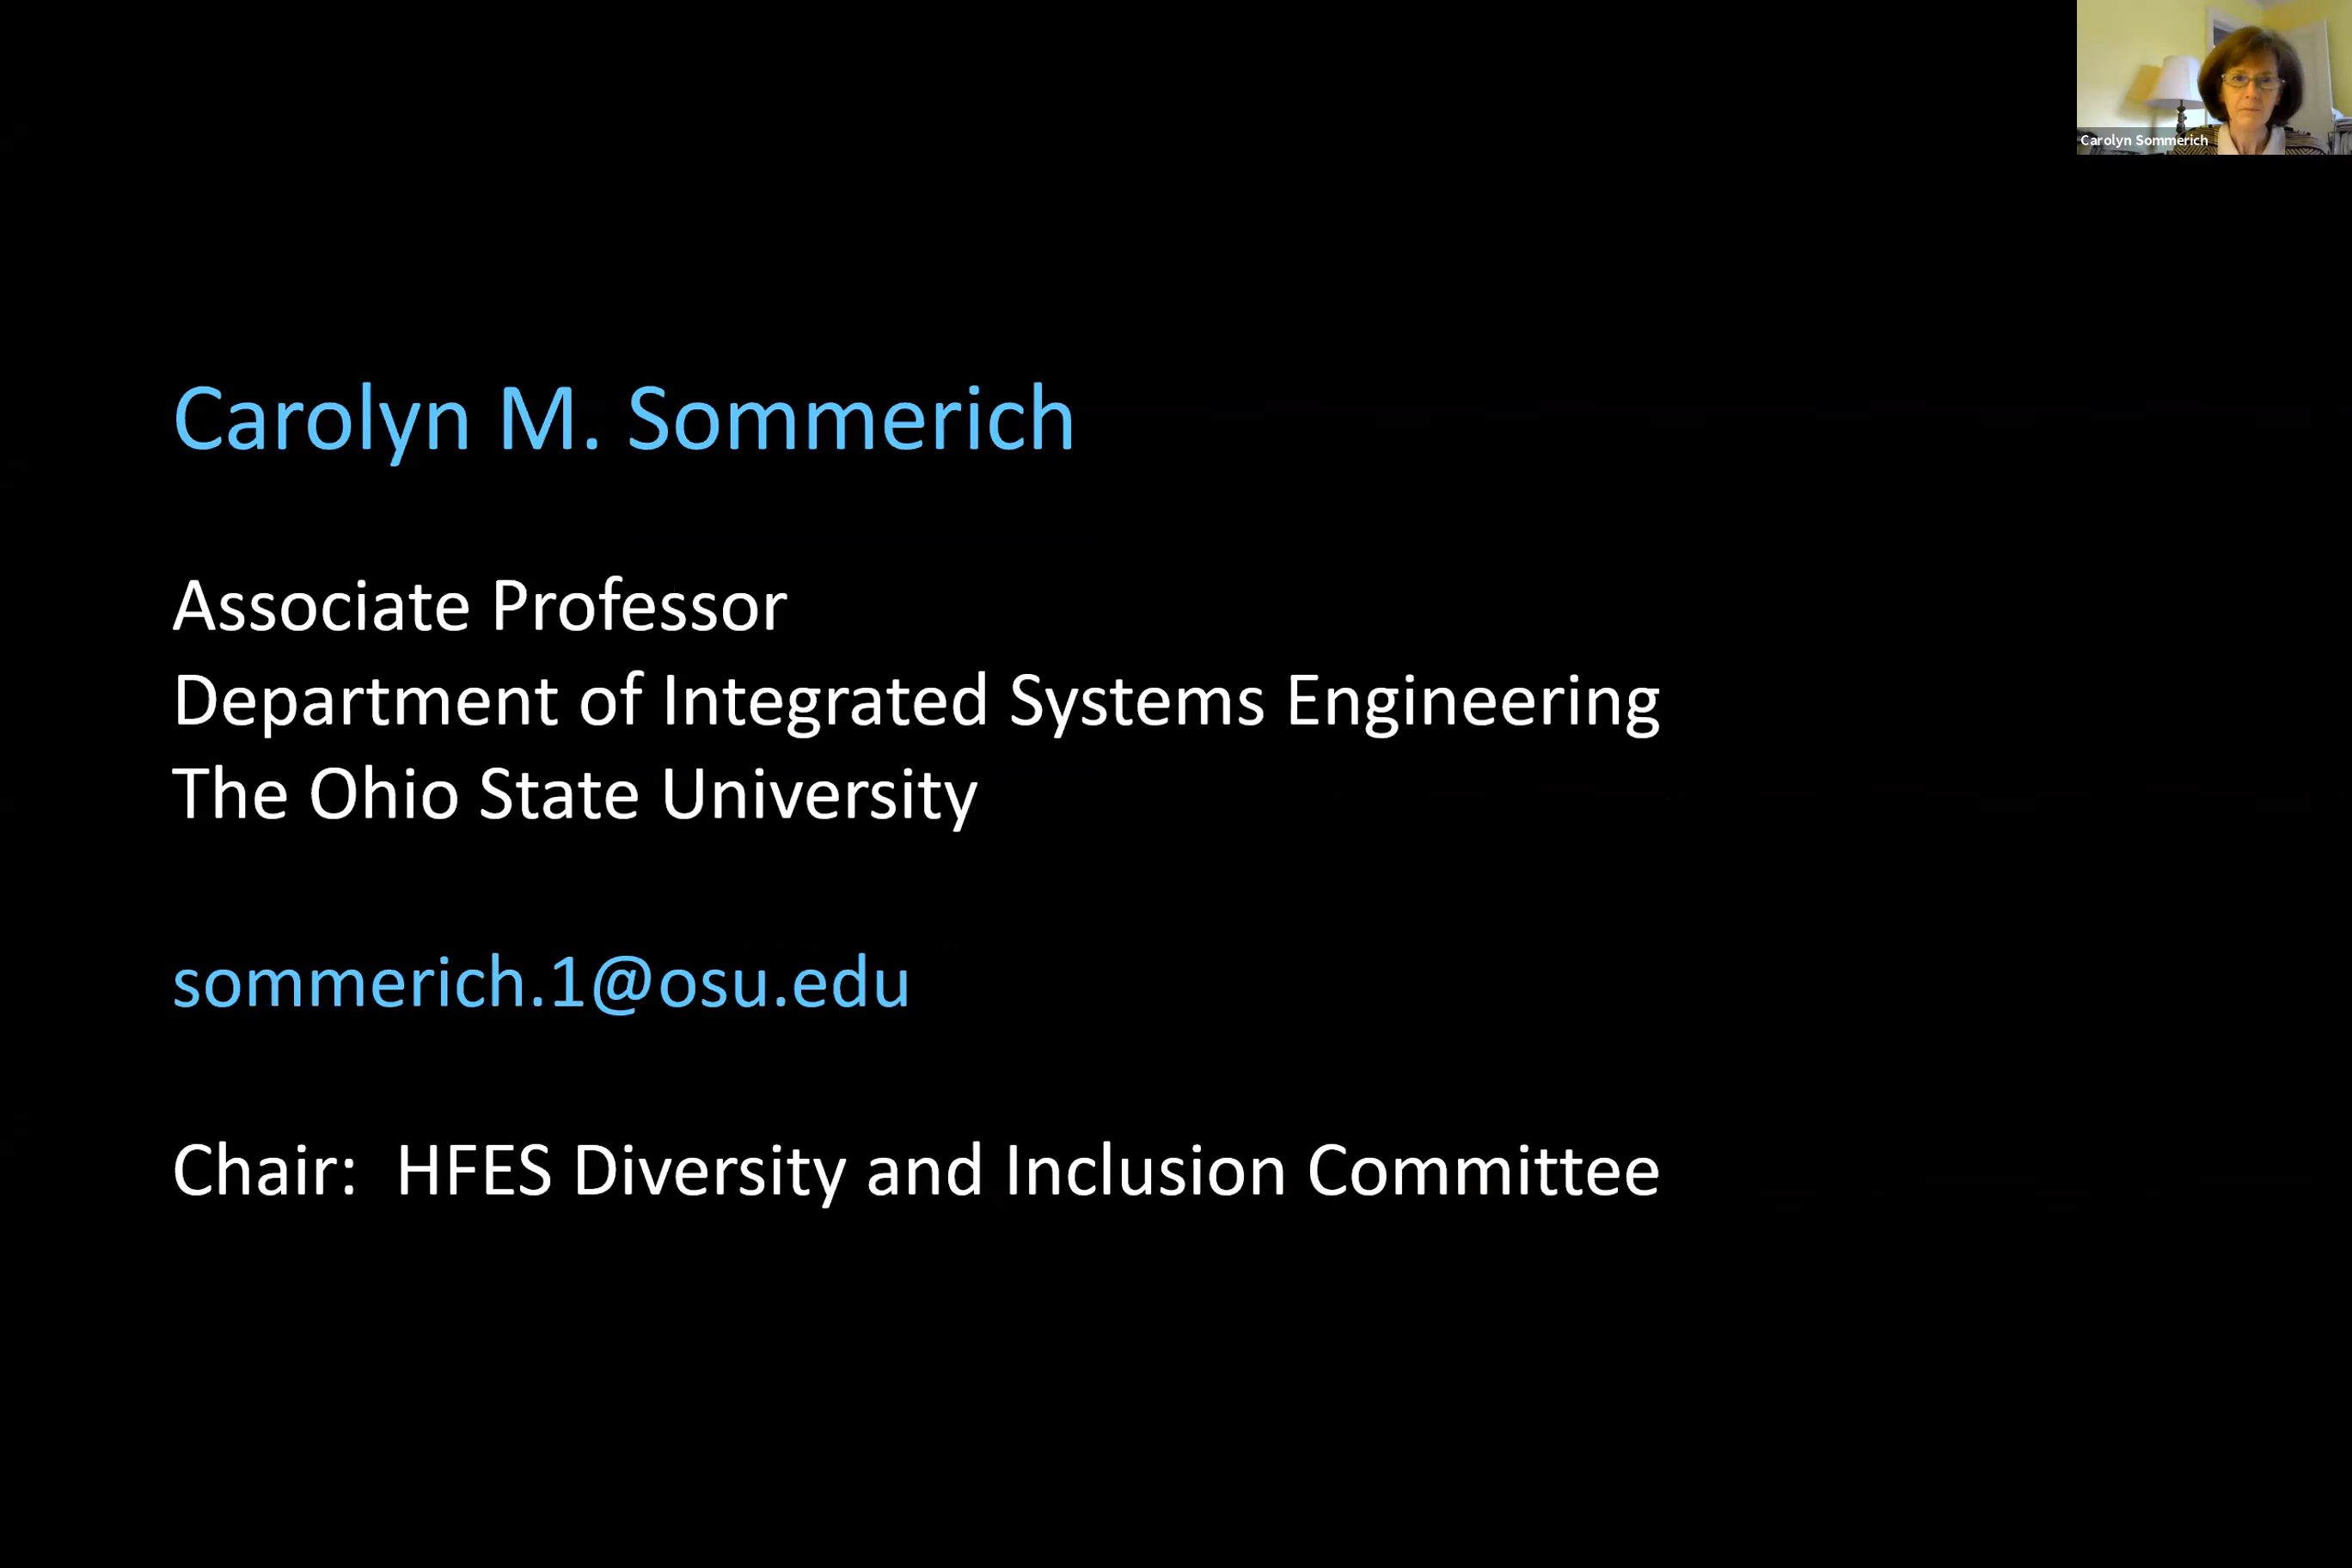 Carolyn Sommerich
Carolyn M. Sommerich
Associate Professor
Department of Integrated Systems Engineering
The Ohio State University
sommerich.1@osu.edu
Chair:  HFES Diversity and Inclusion Committee